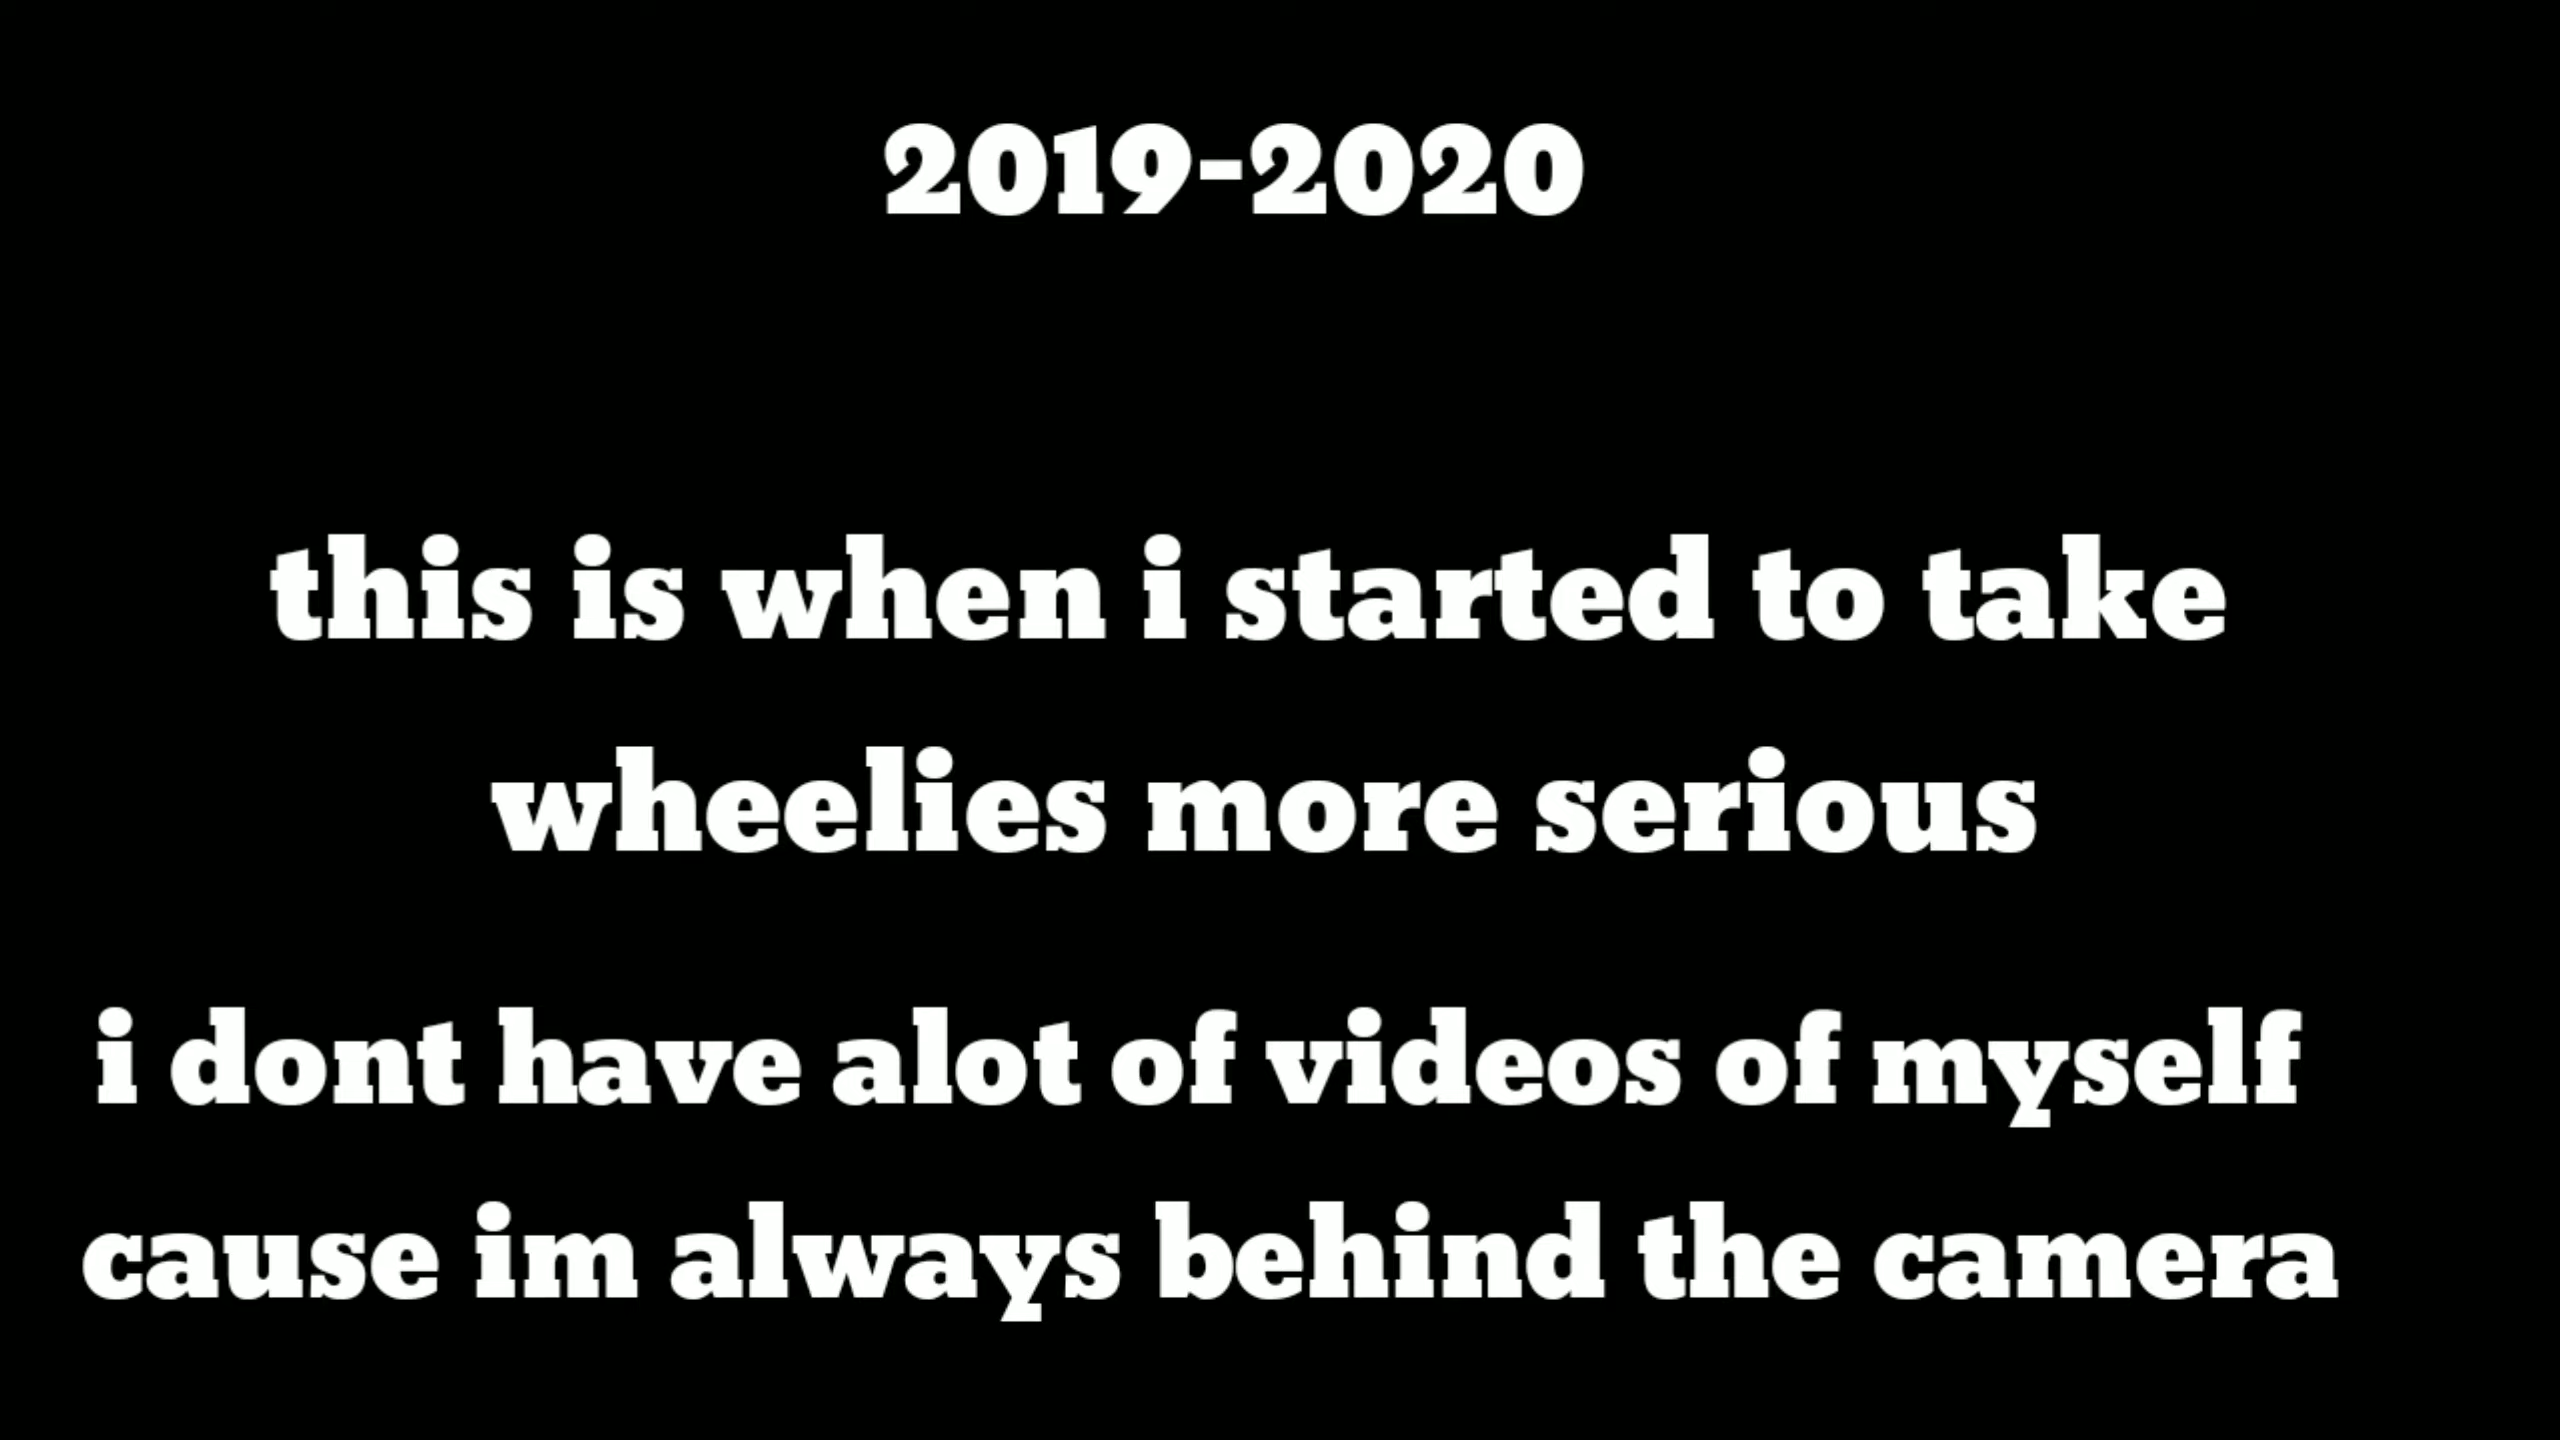 2019-2020
this is when i started to take
wheelies more serious
i dont have alot of videos of myself
cause im always behind the camera